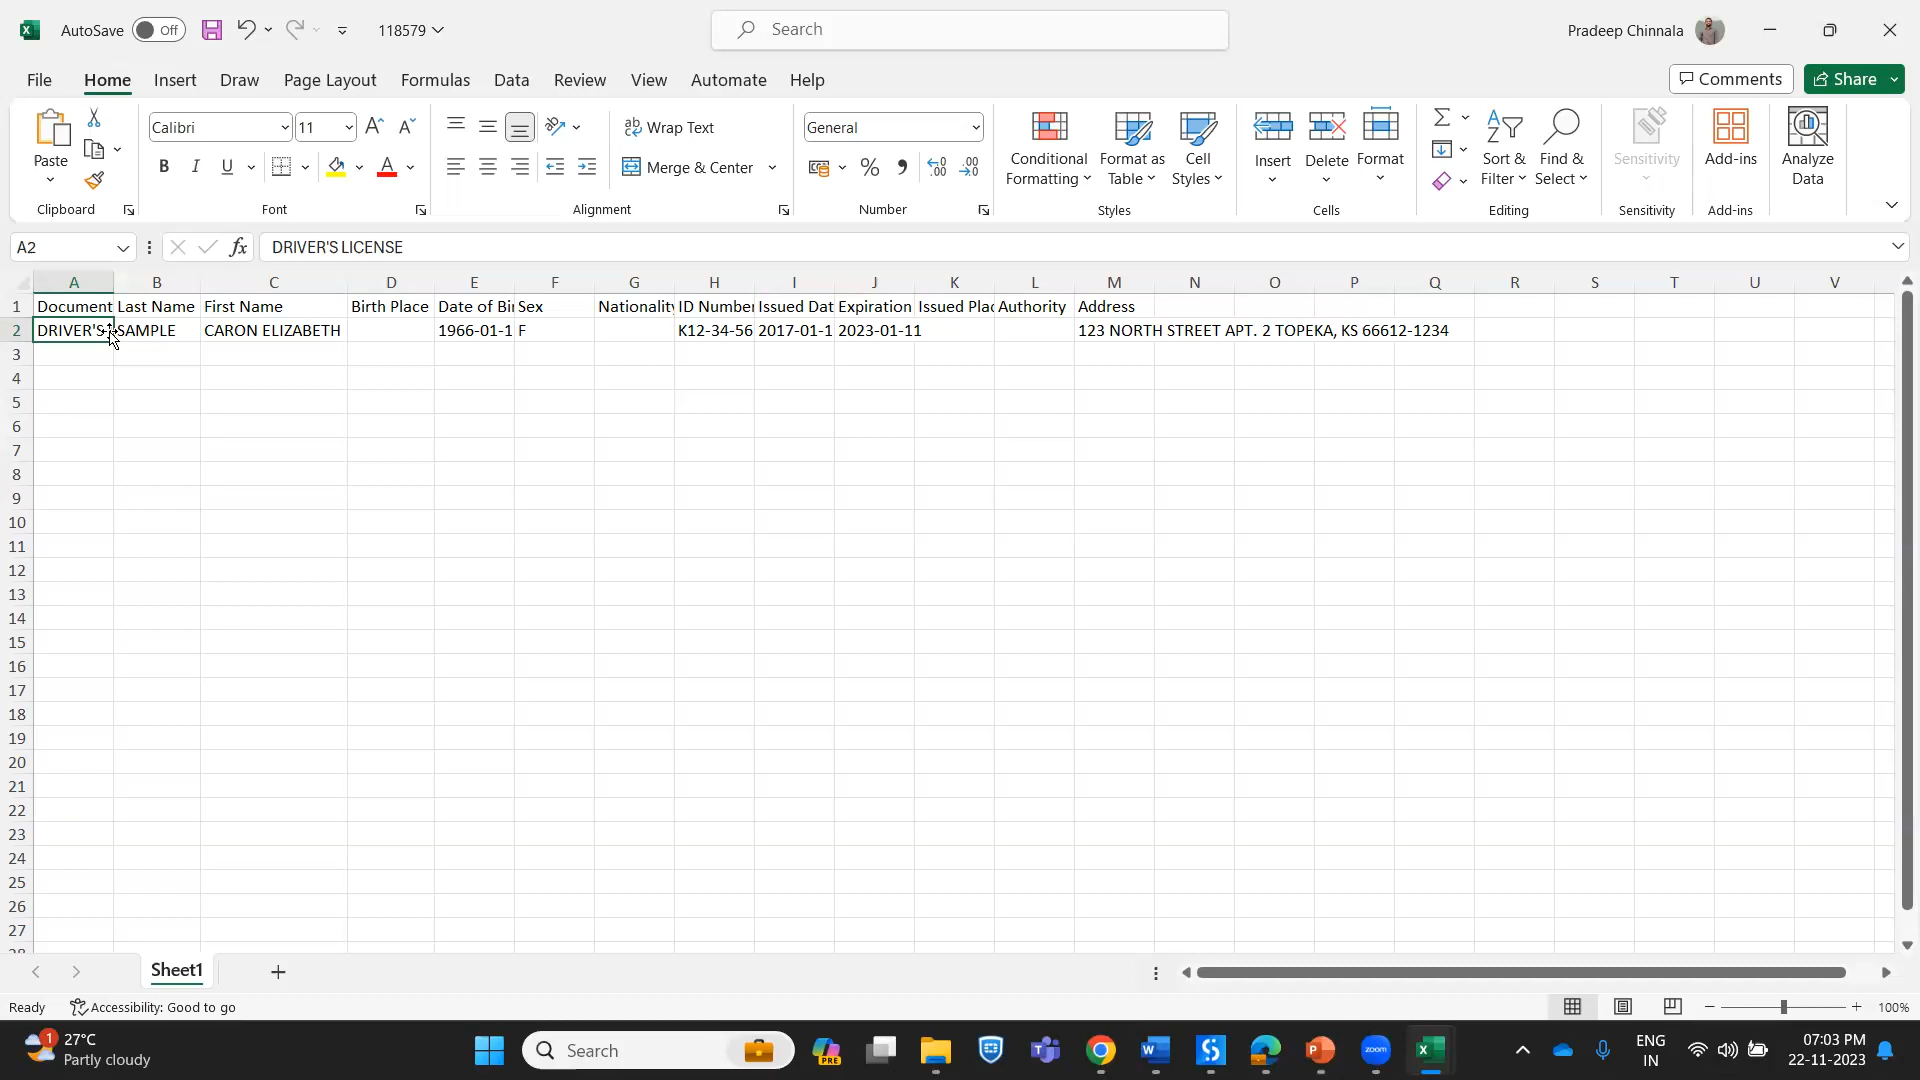 AutoSave Off 118579 Search Pradeep Chinnala
File Home Insert Draw Page Layout Formulas Data Review View Automate Help Comments Share
Paste
Calibri 11
B I U A
Wrap Text
Merge & Center
General
Conditional Formatting
Format as Table
Cell Styles
Insert Delete Format
Sort & Filter
Find & Select
Sensitivity
Add-ins
Analyze Data
Clipboard Font Alignment Number Styles Cells Editing Sensitivity Add-ins
A2 fx DRIVER'S LICENSE
A B C D E F G H I J K L M N O P Q R S T U V
1 Document Last Name First Name Birth Place Date of Bi Sex Nationality ID Number Issued Dat Expiration Issued Plac Authority Address
2 DRIVER'S SAMPLE CARON ELIZABETH 1966-01-1 F K12-34-56 2017-01-1 2023-01-11 123 NORTH STREET APT. 2 TOPEKA, KS 66612-1234
3
4
5
6
7
8
9
10
11
12
13
14
15
16
17
18
19
20
21
22
23
24
25
26
27
28
Sheet1
Ready Accessibility: Good to go 100%
1 27°C
Partly cloudy
Search
PRE
zoom
ENG
IN
07:03 PM
22-11-2023